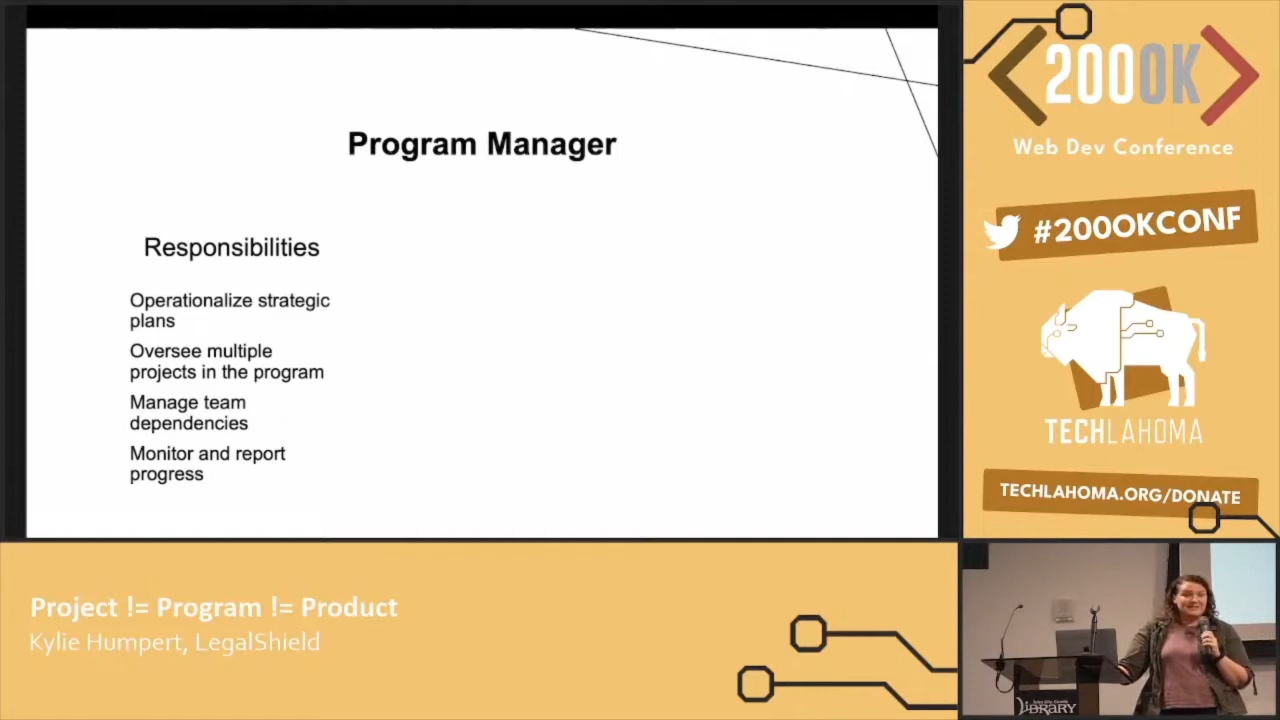 Program Manager
Responsibilities
Operationalize strategic
plans
Oversee multiple
projects in the program
Manage team
dependencies
Monitor and report
progress
200OK
Web Dev Conference
#200OKCONF
TECHLAHOMA
TECHLAHOMA.ORG/DONATE
Project != Program != Product
Kylie Humpert, LegalShield
LIBRARY